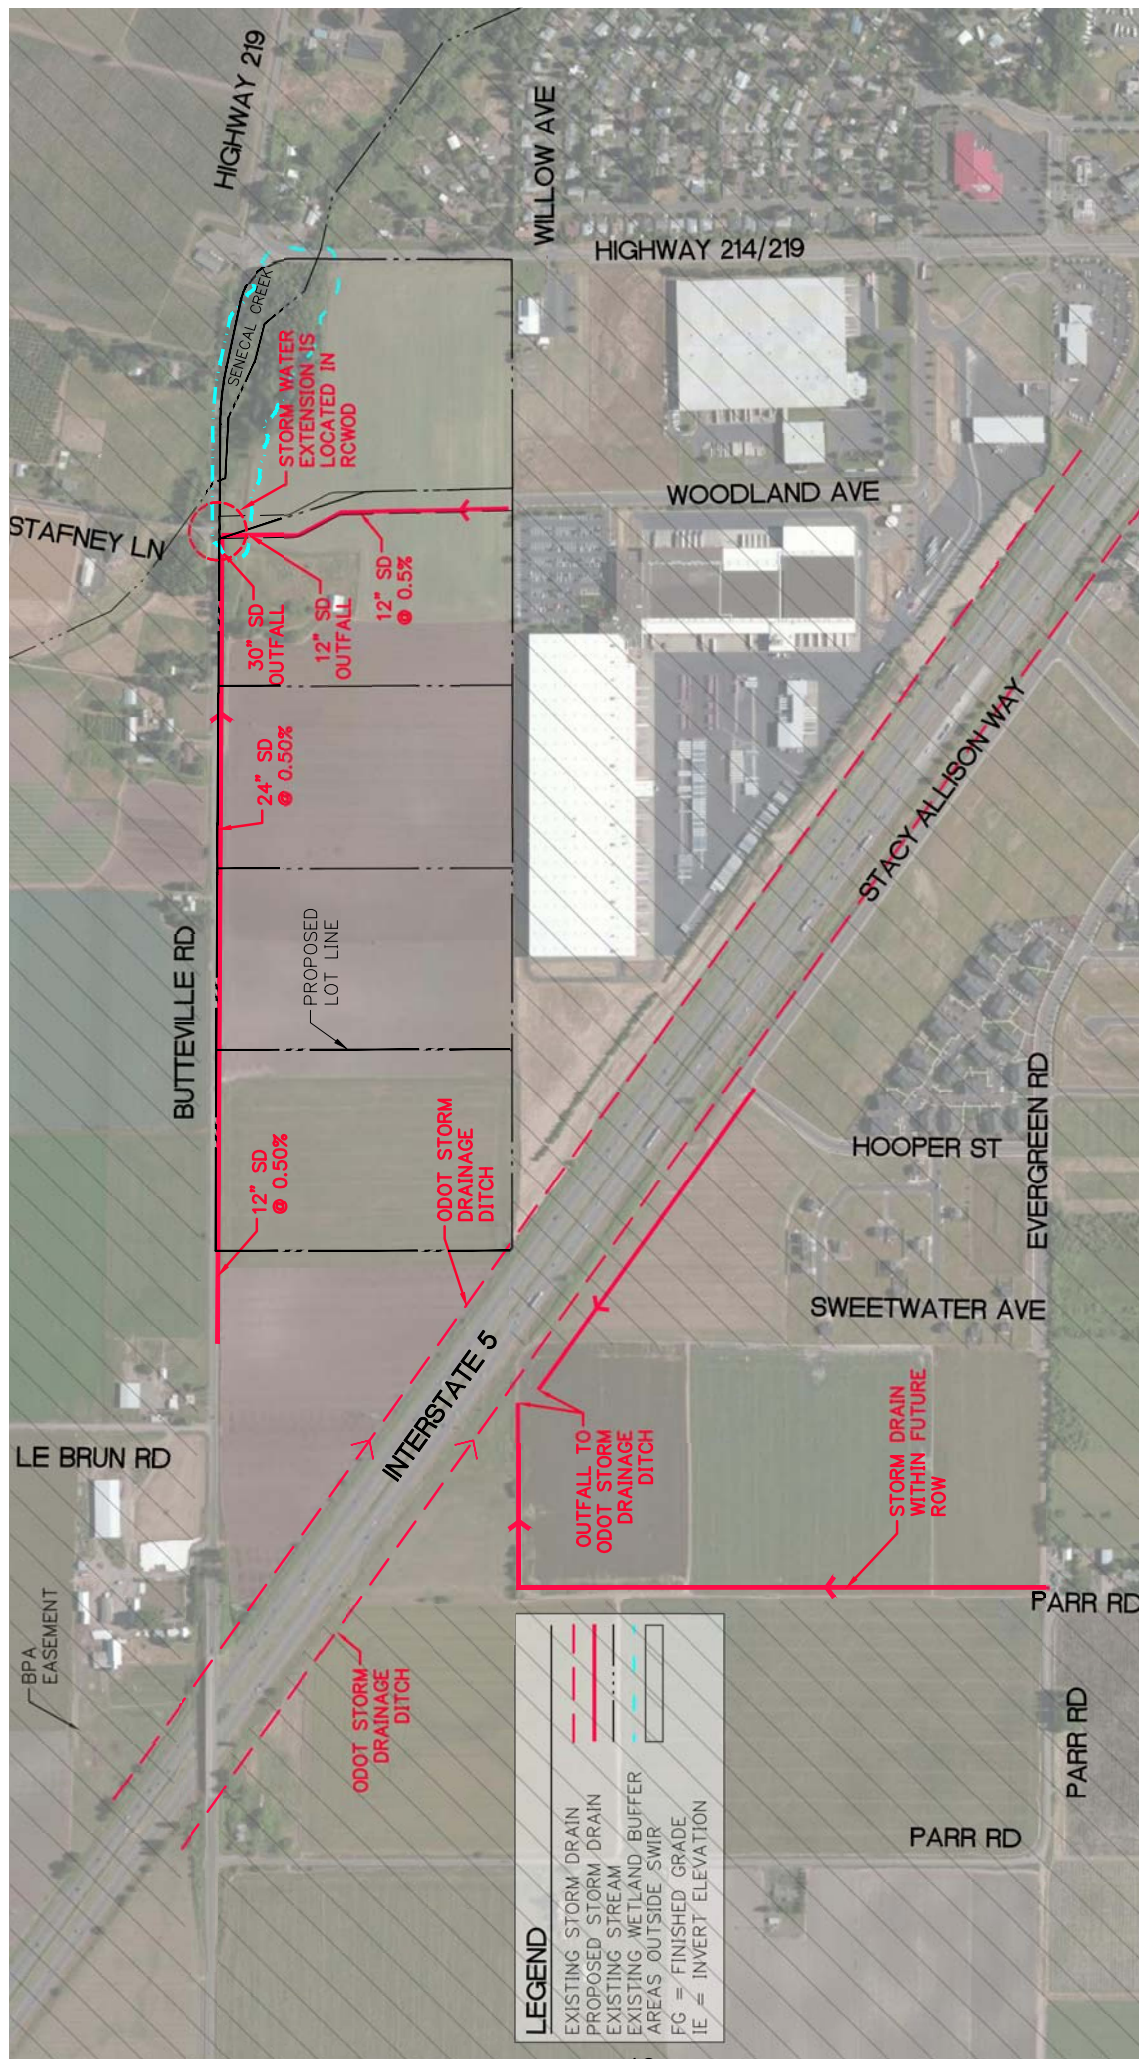 HIGHWAY 219
WILLOW AVE
HIGHWAY 214/219
SENECAL CREEK
STORM WATER
EXTENSION IS
LOCATED IN
RCWOD
WOODLAND AVE
STAFNEY LN
30" SD
OUTFALL
12" SD
OUTFALL
12" SD
@ 0.5%
24" SD
@ 0.50%
STACY ALLISON WAY
BUTTEVILLE RD
PROPOSED
LOT LINE
12" SD
@ 0.50%
ODOT STORM
DRAINAGE
DITCH
HOOPER ST
EVERGREEN RD
SWEETWATER AVE
INTERSTATE 5
LE BRUN RD
OUTFALL TO
ODOT STORM
DRAINAGE
DITCH
STORM DRAIN
WITHIN FUTURE
ROW
BPA
EASEMENT
PARR RD
ODOT STORM
DRAINAGE
DITCH
PARR RD
PARR RD
LEGEND
EXISTING STORM DRAIN
PROPOSED STORM DRAIN
EXISTING STREAM
EXISTING WETLAND BUFFER
AREAS OUTSIDE SWIR
FG = FINISHED GRADE
IE = INVERT ELEVATION